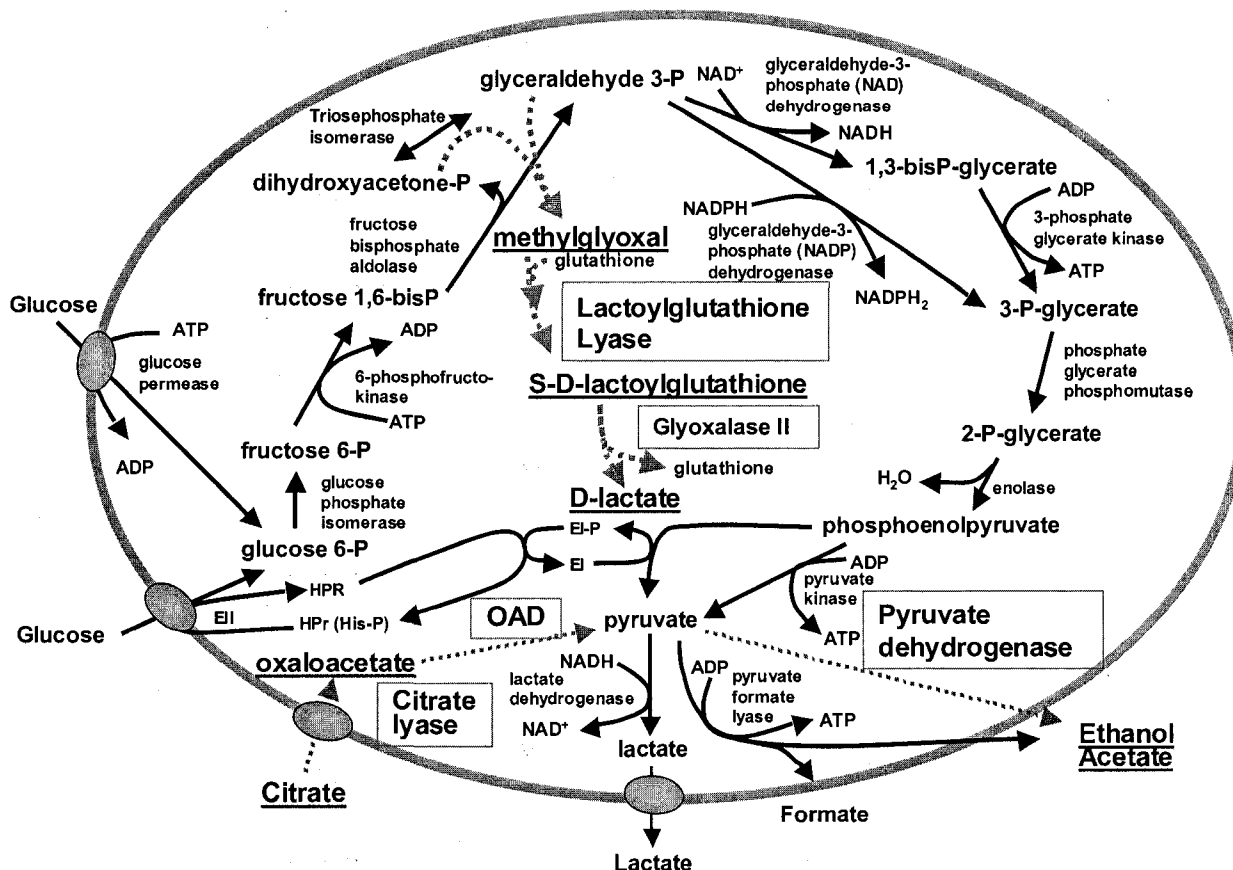 glyceraldehyde 3-P
NAD⁺
glyceraldehyde-3-
phosphate (NAD)
dehydrogenase
NADH
Triosephosphate
isomerase
dihydroxyacetone-P
1,3-bisP-glycerate
ADP
3-phosphate
glycerate kinase
ATP
NADPH
glyceraldehyde-3-
phosphate (NADP)
dehydrogenase
NADPH₂
fructose
bisphosphate
aldolase
methylglyoxal
glutathione
fructose 1,6-bisP
3-P-glycerate
Glucose
ATP
glucose
permease
ADP
ADP
6-phosphofructo-
kinase
ATP
Lactoylglutathione
Lyase
phosphate
glycerate
phosphomutase
S-D-lactoylglutathione
Glyoxalase II
2-P-glycerate
fructose 6-P
glutathione
H₂O
enolase
glucose
phosphate
isomerase
D-lactate
phosphoenolpyruvate
glucose 6-P
EI-P
EI
ADP
pyruvate
kinase
ATP
HPR
EII
HPr (His-P)
Glucose
OAD
pyruvate
Pyruvate
dehydrogenase
oxaloacetate
NADH
lactate
dehydrogenase
NAD⁺
ADP
pyruvate
formate
lyase
ATP
Citrate
lyase
lactate
Ethanol
Acetate
Citrate
Formate
Lactate